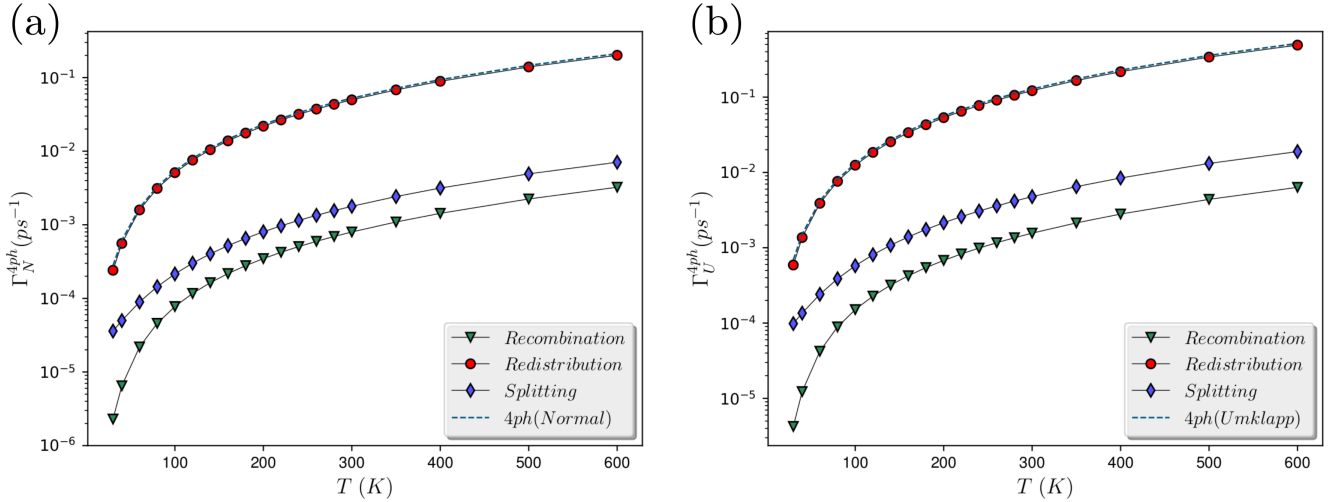 (a)
10⁻¹
10⁻²
10⁻³
10⁻⁴
10⁻⁵
10⁻⁶
Γ_N^{4ph}(ps⁻¹)
100 200 300 400 500 600
T (K)
Recombination
Redistribution
Splitting
4ph(Normal)
(b)
10⁻¹
10⁻²
10⁻³
10⁻⁴
10⁻⁵
Γ_U^{4ph}(ps⁻¹)
100 200 300 400 500 600
T (K)
Recombination
Redistribution
Splitting
4ph(Umklapp)